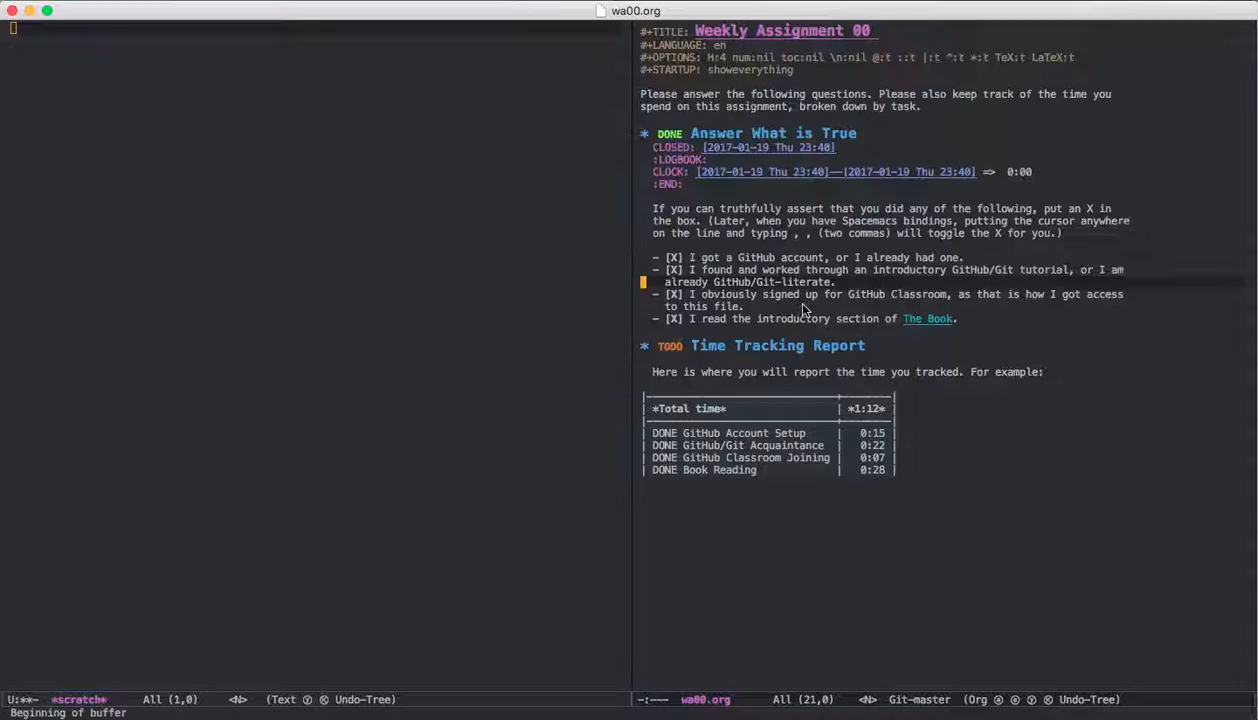 wa00.org
#+TITLE: Weekly Assignment 00
#+LANGUAGE: en
#+OPTIONS: H:4 num:nil toc:nil \n:nil @:t ::t |:t ^:t *:t TeX:t LaTeX:t
#+STARTUP: showeverything
Please answer the following questions. Please also keep track of the time you
spend on this assignment, broken down by task.
* DONE Answer What is True
CLOSED: [2017-01-19 Thu 23:40]
:LOGBOOK:
CLOCK: [2017-01-19 Thu 23:40]--[2017-01-19 Thu 23:40] => 0:00
:END:
If you can truthfully assert that you did any of the following, put an X in
the box. (Later, when you have Spacemacs bindings, putting the cursor anywhere
on the line and typing , , (two commas) will toggle the X for you.)
- [X] I got a GitHub account, or I already had one.
- [X] I found and worked through an introductory GitHub/Git tutorial, or I am
already GitHub/Git-literate.
- [X] I obviously signed up for GitHub Classroom, as that is how I got access
to this file.
- [X] I read the introductory section of The Book.
* TODO Time Tracking Report
Here is where you will report the time you tracked. For example:
|---------------------------+--------|
| *Total time* | *1:12* |
|---------------------------+--------|
| DONE GitHub Account Setup | 0:15 |
| DONE GitHub/Git Acquaintance | 0:22 |
| DONE GitHub Classroom Joining | 0:07 |
| DONE Book Reading | 0:28 |
U:**- *scratch* All (1,0) <N> (Text Ⓨ Ⓚ Undo-Tree)
-:--- wa00.org All (21,0) <N> Git-master (Org ⓐ ⓐ Ⓨ Ⓚ Undo-Tree)
Beginning of buffer